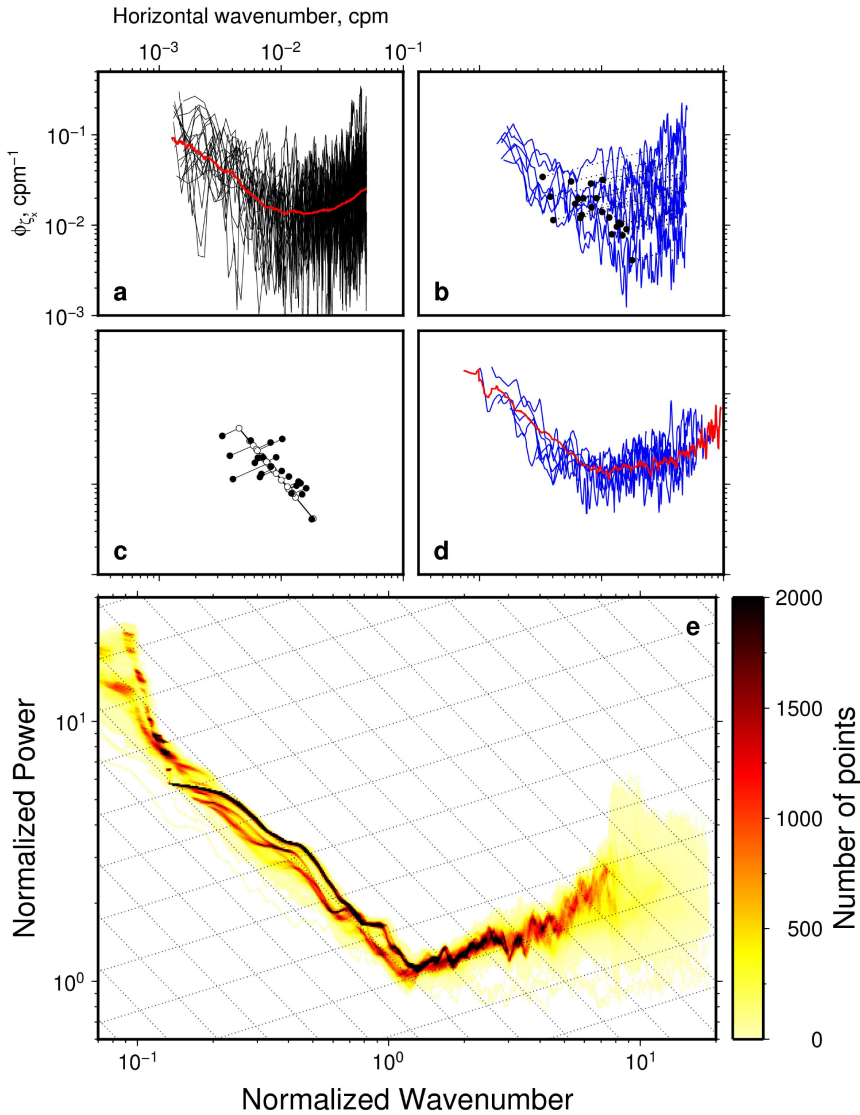 Horizontal wavenumber, cpm
10⁻³ 10⁻² 10⁻¹
ϕζₓ, cpm⁻¹
10⁻¹
10⁻²
10⁻³
a
b
c
d
e
Normalized Power
10¹
10⁰
10⁻¹ 10⁰ 10¹
Normalized Wavenumber
2000
1500
1000
500
0
Number of points